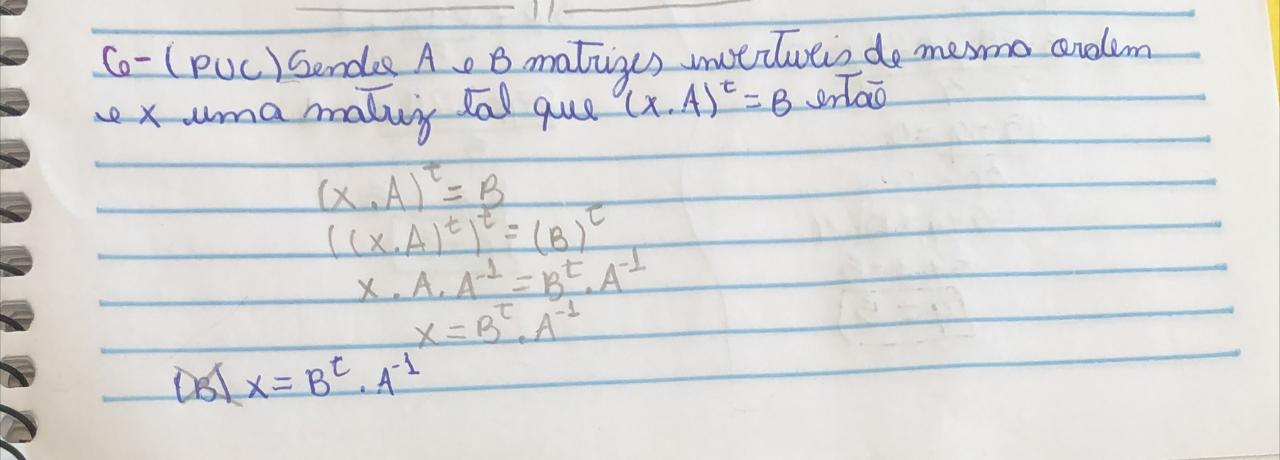 6- (PUC) Sendo A e B matrizes invertíveis de mesma ordem
e X uma matriz tal que (X.A)ᵗ = B então
(X.A)ᵗ = B
((X.A)ᵗ)ᵗ = (B)ᵗ
X.A.A⁻¹ = Bᵗ.A⁻¹
X = Bᵗ.A⁻¹
(B) X = Bᵗ.A⁻¹